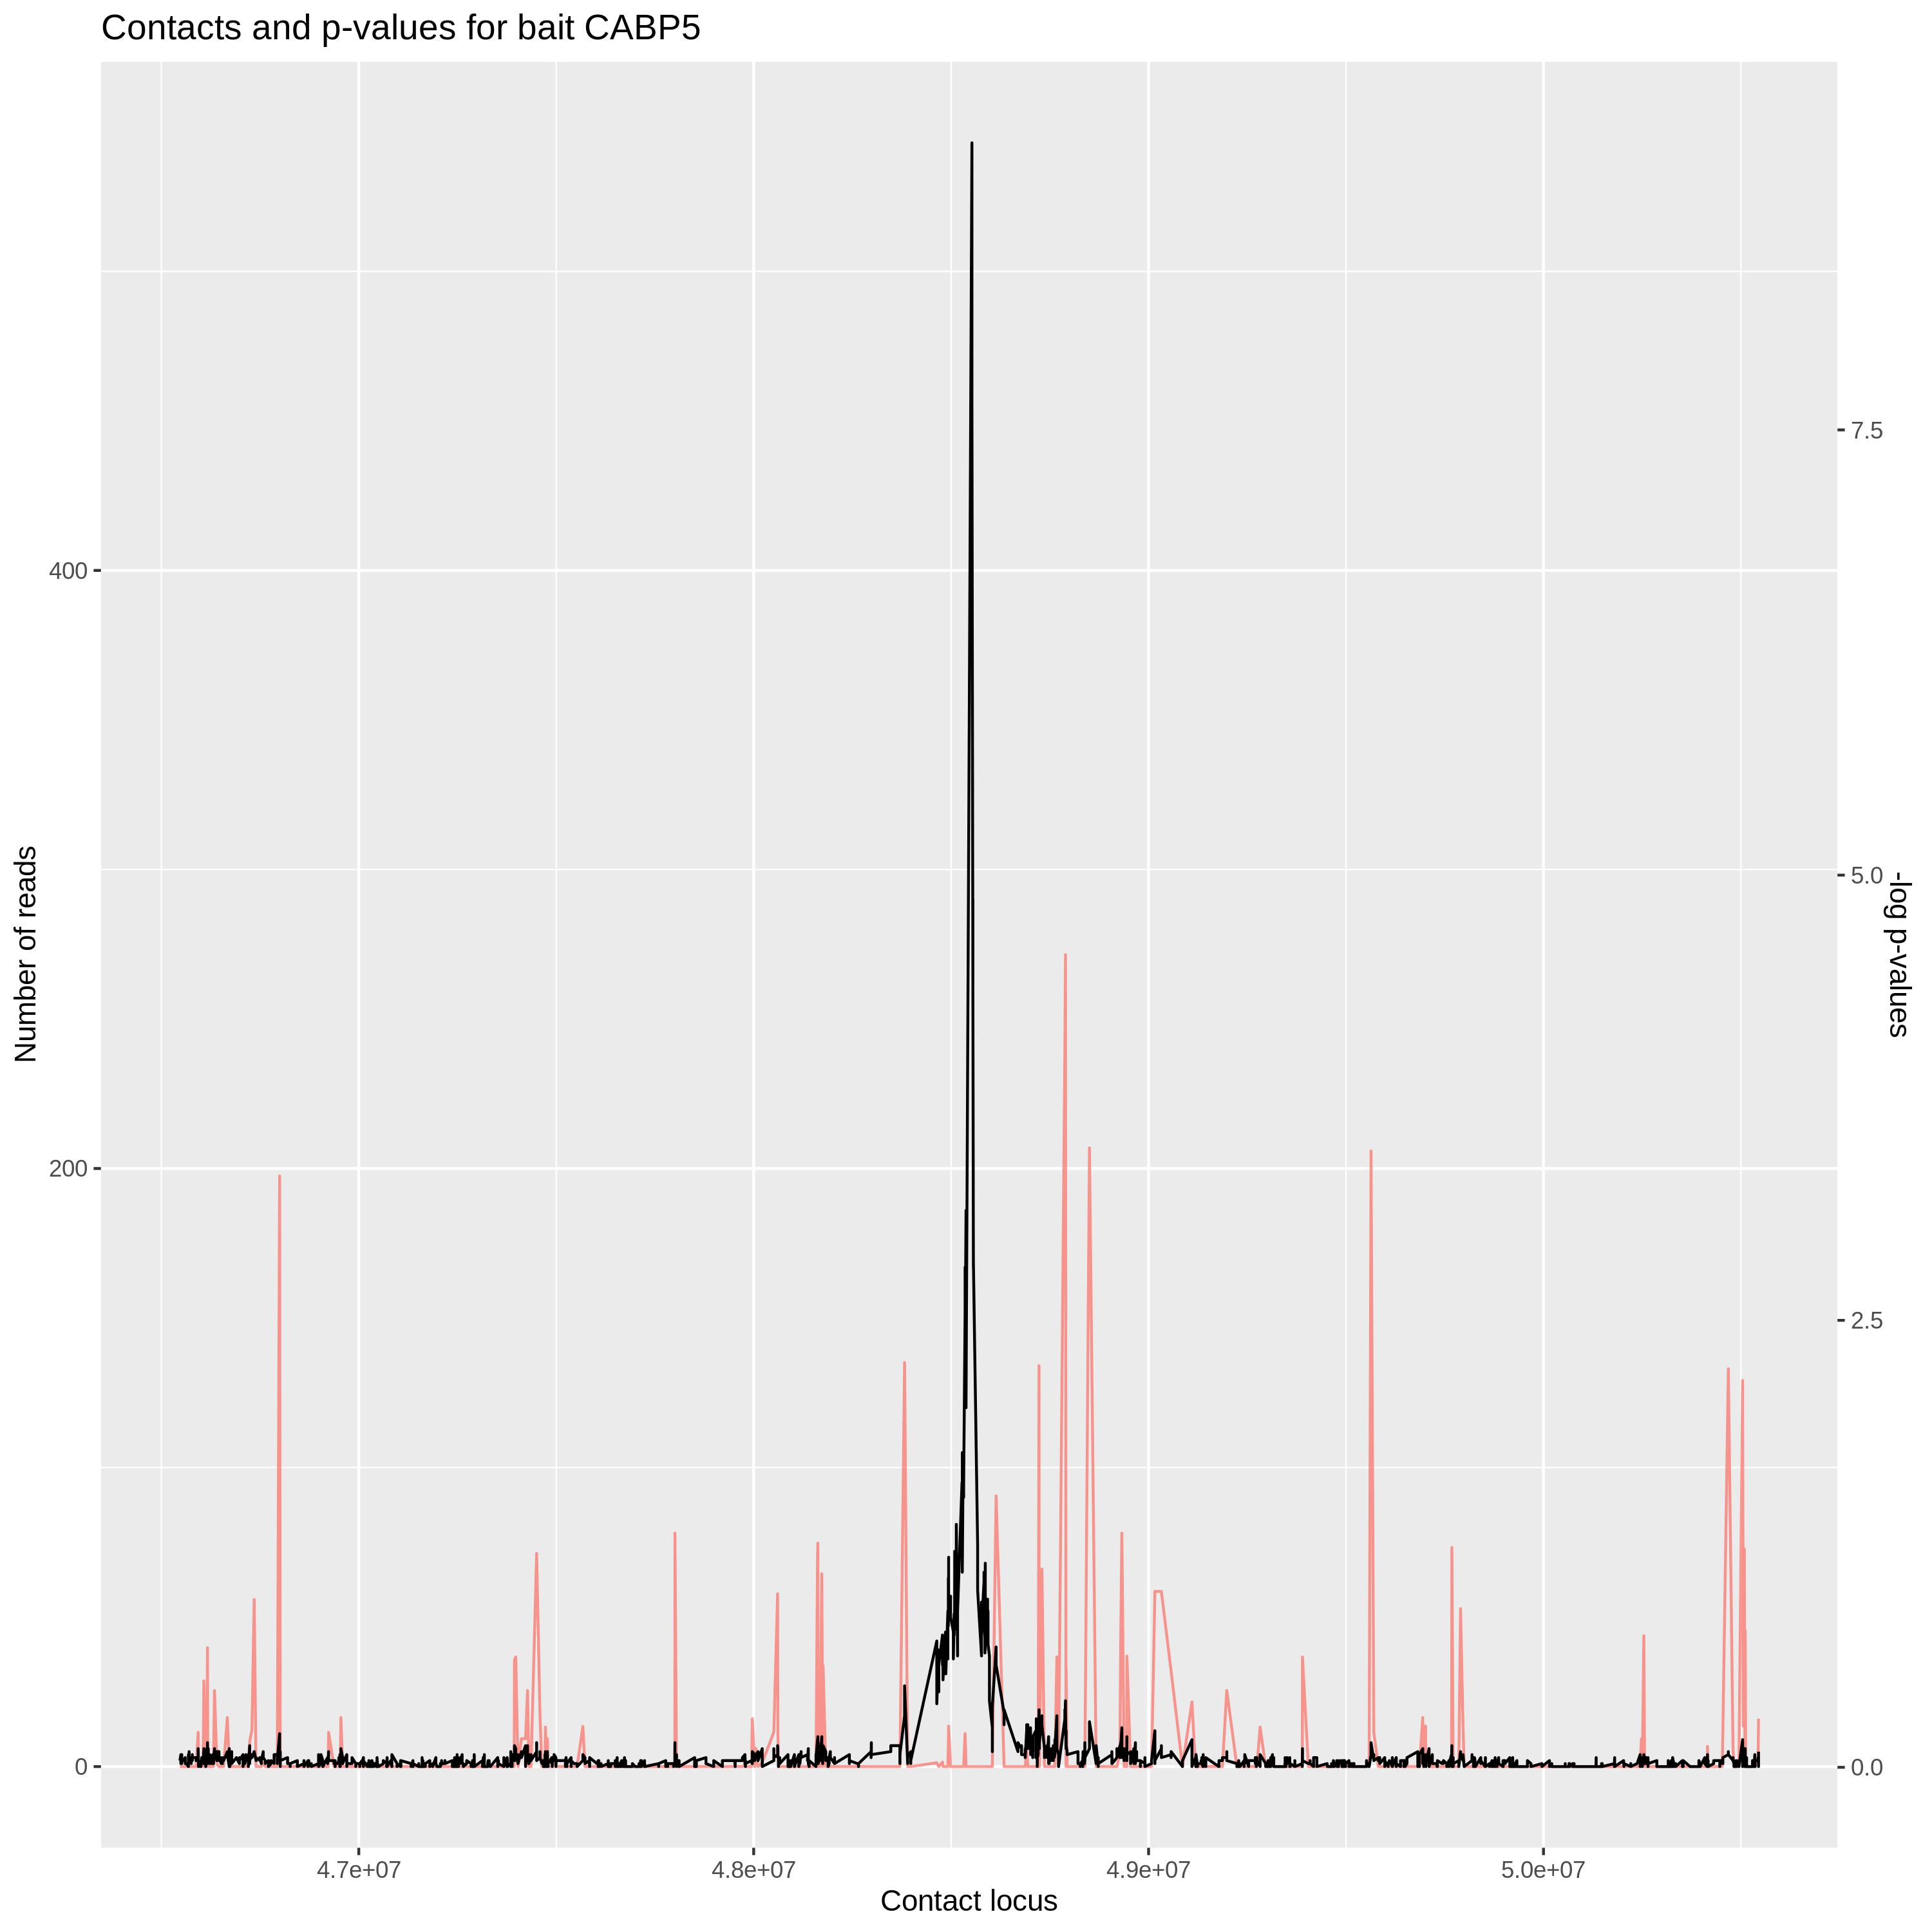 Contacts and p-values for bait CABP5
Number of reads
400
200
0
7.5
5.0
2.5
0.0
-log p-values
4.7e+07
4.8e+07
4.9e+07
5.0e+07
Contact locus